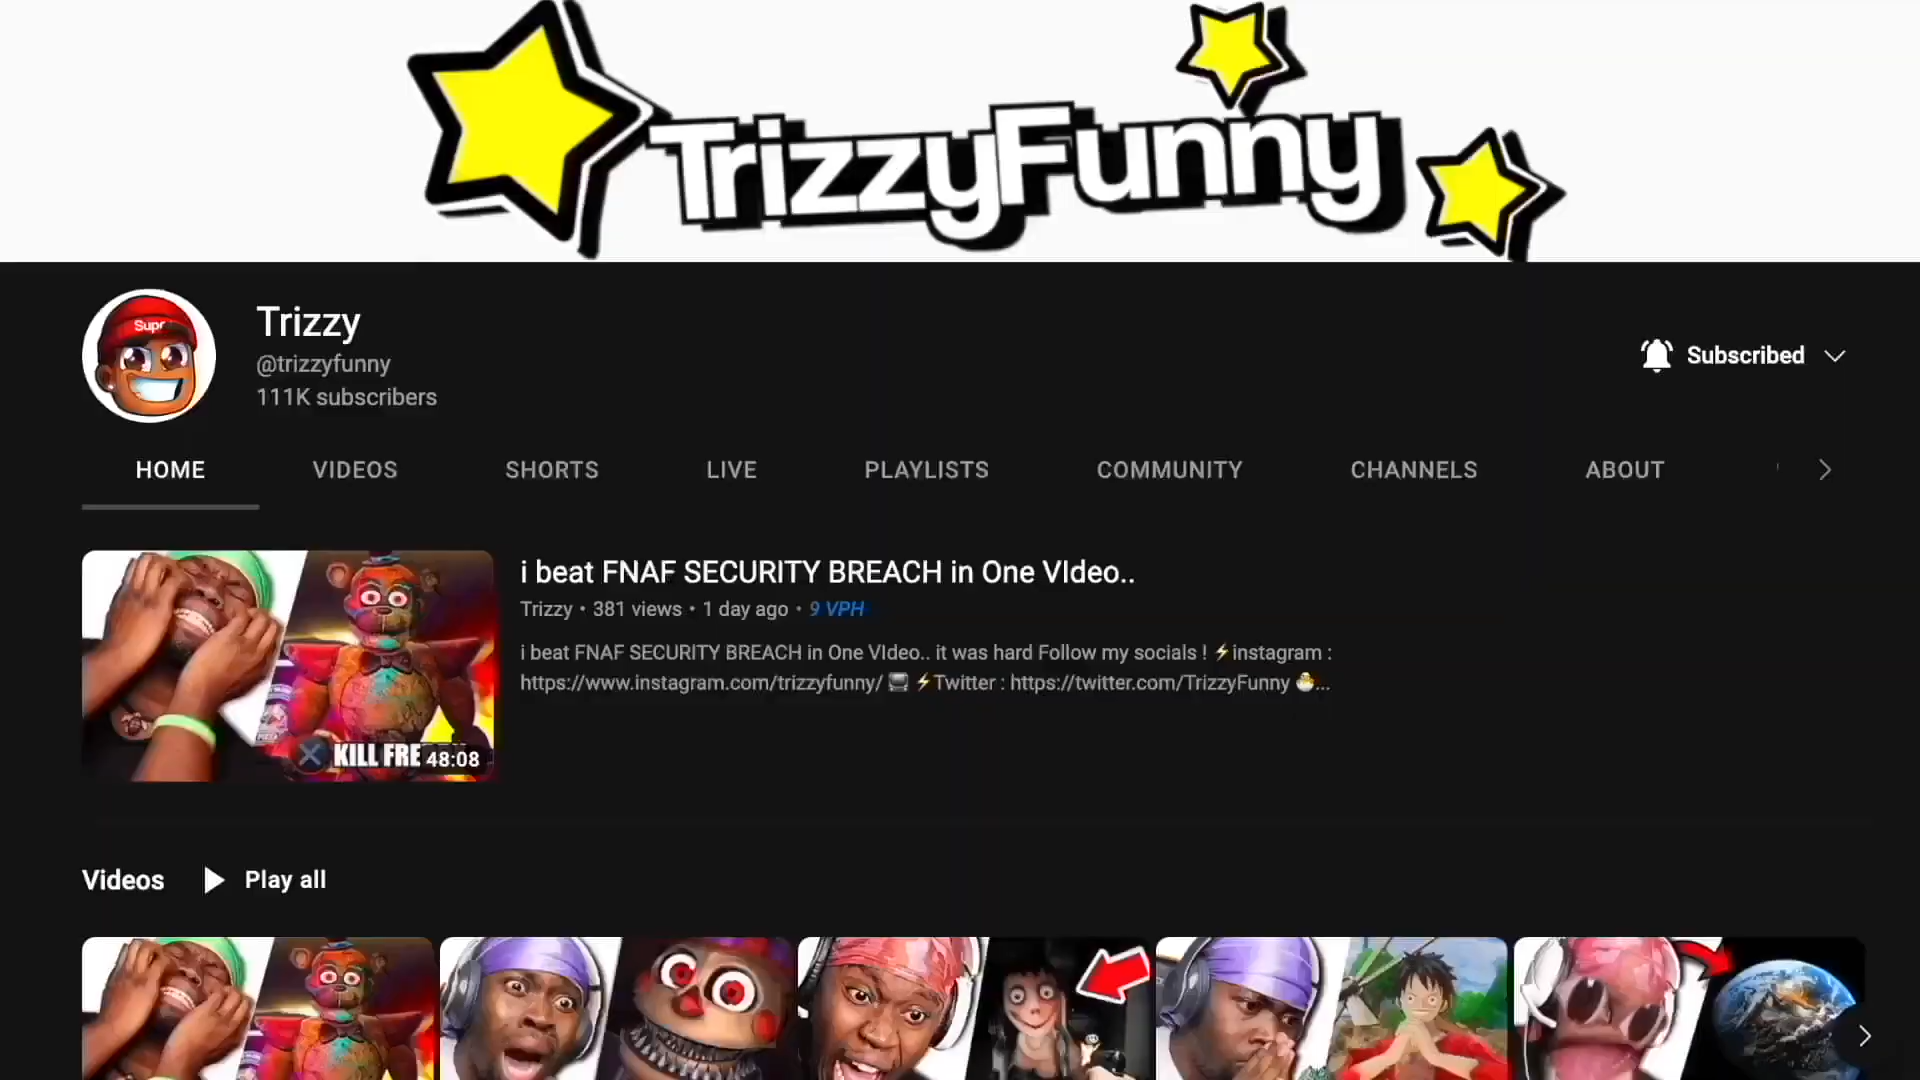 TrizzyFunny
Supr
Trizzy
@trizzyfunny
111K subscribers
Subscribed
HOME VIDEOS SHORTS LIVE PLAYLISTS COMMUNITY CHANNELS ABOUT
i beat FNAF SECURITY BREACH in One VIdeo..
Trizzy • 381 views • 1 day ago • 9 VPH
i beat FNAF SECURITY BREACH in One VIdeo.. it was hard Follow my socials ! ⚡instagram :
https://www.instagram.com/trizzyfunny/ ⚡Twitter : https://twitter.com/TrizzyFunny 🐣...
KILL FRE 48:08
Videos Play all